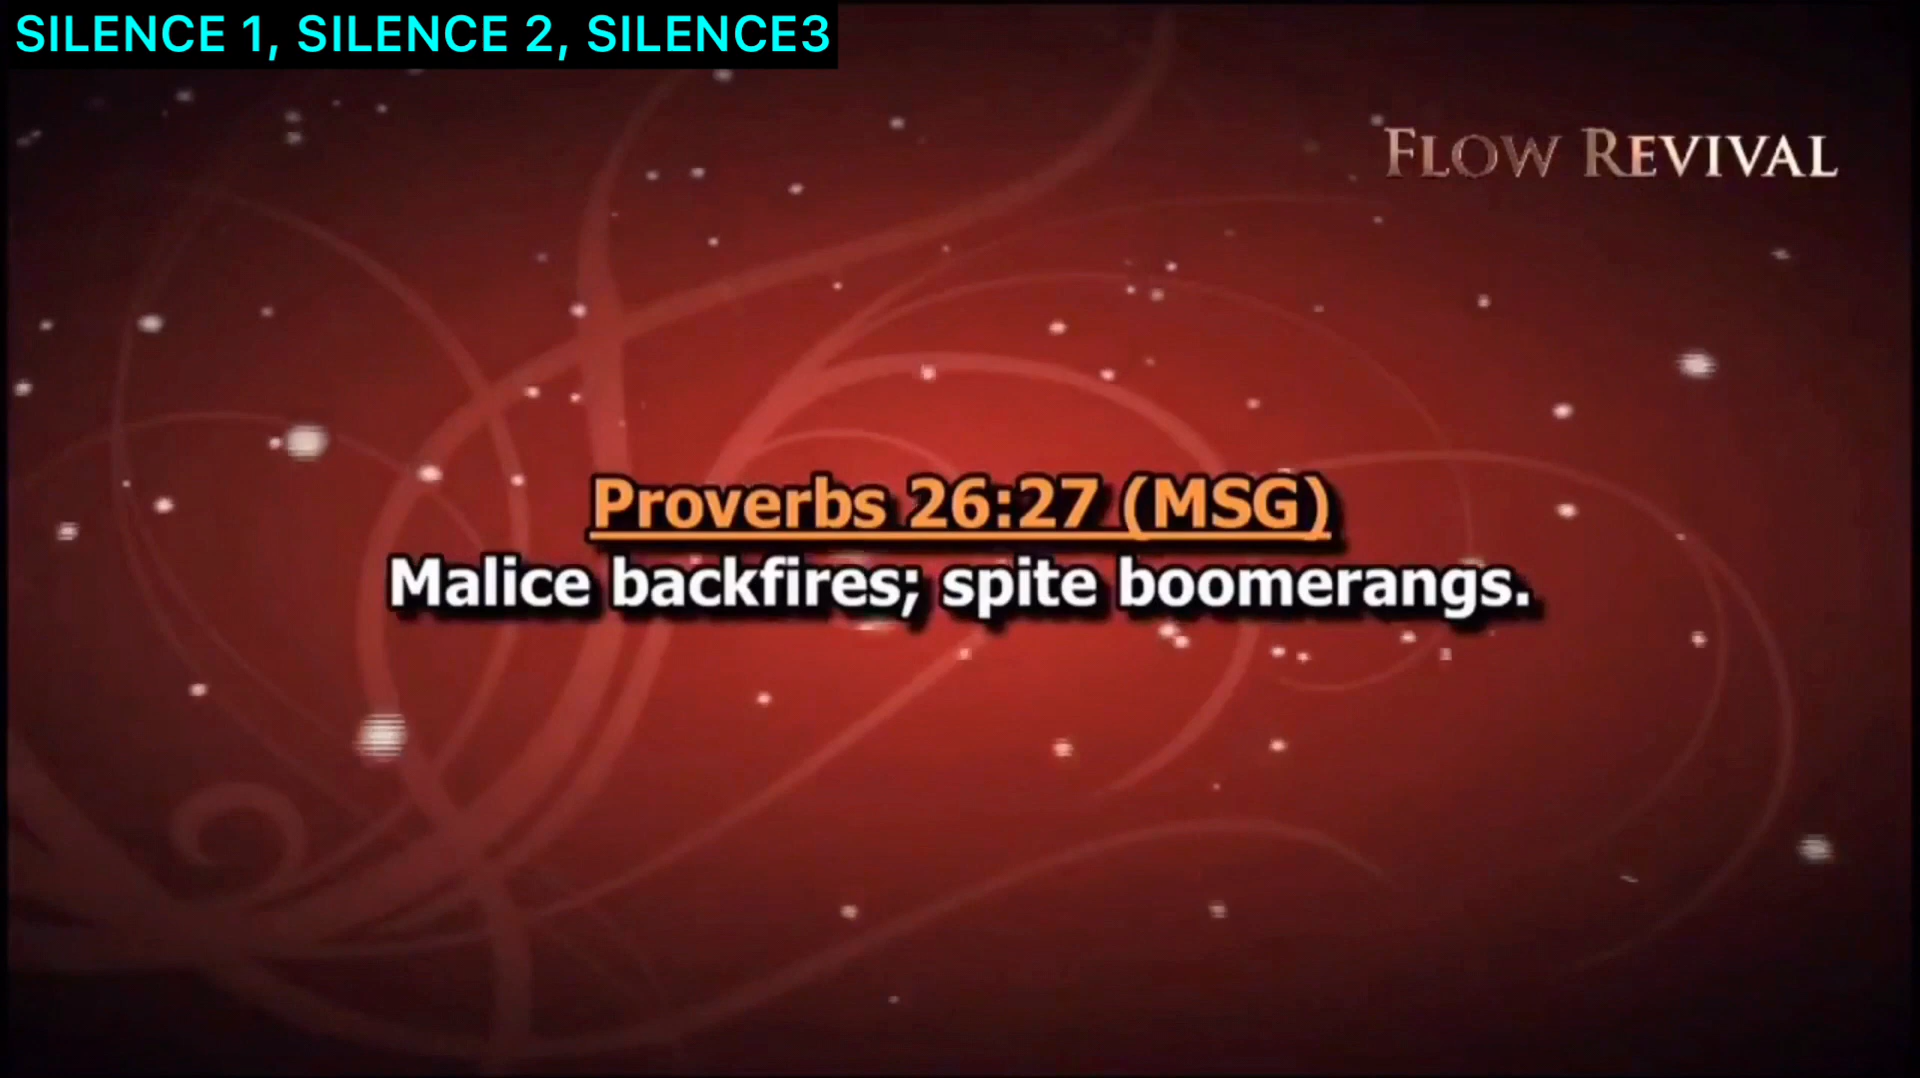 SILENCE 1, SILENCE 2, SILENCE3
FLOW REVIVAL
Proverbs 26:27 (MSG)
Malice backfires; spite boomerangs.